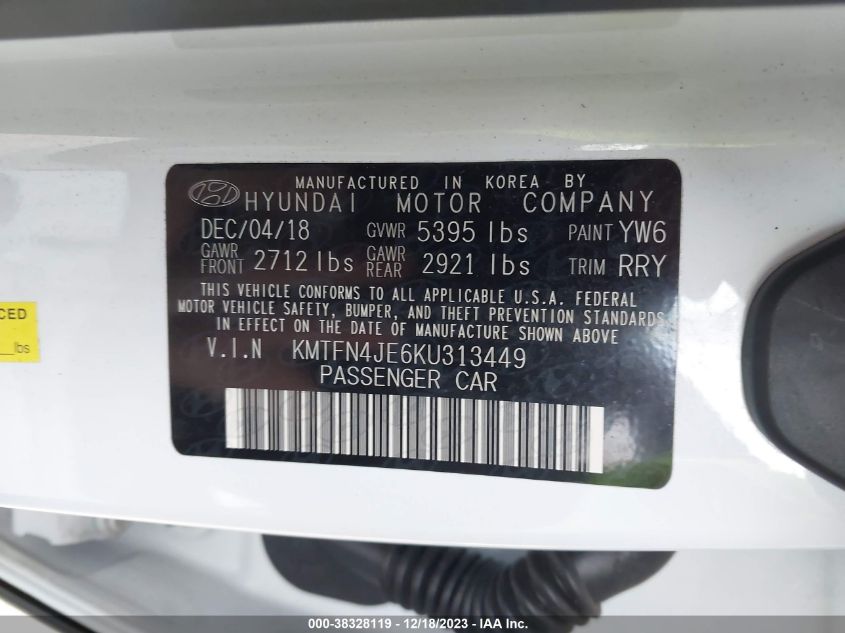 MANUFACTURED IN KOREA BY
HYUNDAI MOTOR COMPANY
DEC/04/18 GVWR 5395 lbs PAINT YW6
GAWR FRONT 2712 lbs GAWR REAR 2921 lbs TRIM RRY
THIS VEHICLE CONFORMS TO ALL APPLICABLE U.S.A. FEDERAL
MOTOR VEHICLE SAFETY, BUMPER, AND THEFT PREVENTION STANDARDS
IN EFFECT ON THE DATE OF MANUFACTURE SHOWN ABOVE
V.I.N KMTFN4JE6KU313449
PASSENGER CAR
CED
lbs
000-38328119 - 12/18/2023 - IAAI.com